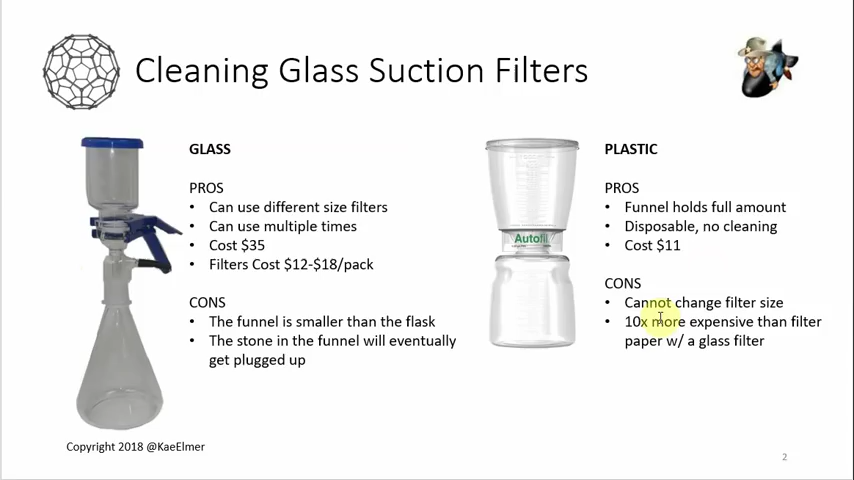 Cleaning Glass Suction Filters
GLASS
PROS
• Can use different size filters
• Can use multiple times
• Cost $35
• Filters Cost $12-$18/pack
CONS
• The funnel is smaller than the flask
• The stone in the funnel will eventually
get plugged up
Autofil
PLASTIC
PROS
• Funnel holds full amount
• Disposable, no cleaning
• Cost $11
CONS
• Cannot change filter size
• 10x more expensive than filter
paper w/ a glass filter
Copyright 2018 @KaeElmer
2